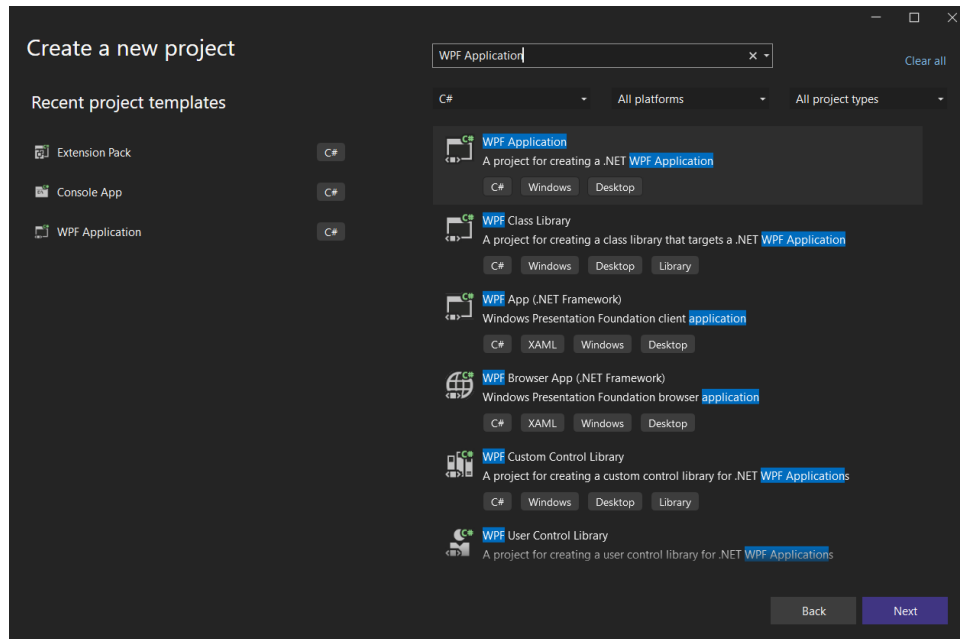 Create a new project
WPF Application
Clear all
C#
All platforms
All project types
Recent project templates
Extension Pack
C#
Console App
C#
WPF Application
C#
WPF Application
A project for creating a .NET WPF Application
C# Windows Desktop
WPF Class Library
A project for creating a class library that targets a .NET WPF Application
C# Windows Desktop Library
WPF App (.NET Framework)
Windows Presentation Foundation client application
C# XAML Windows Desktop
WPF Browser App (.NET Framework)
Windows Presentation Foundation browser application
C# XAML Windows Desktop
WPF Custom Control Library
A project for creating a custom control library for .NET WPF Applications
C# Windows Desktop Library
WPF User Control Library
A project for creating a user control library for .NET WPF Applications
Back
Next